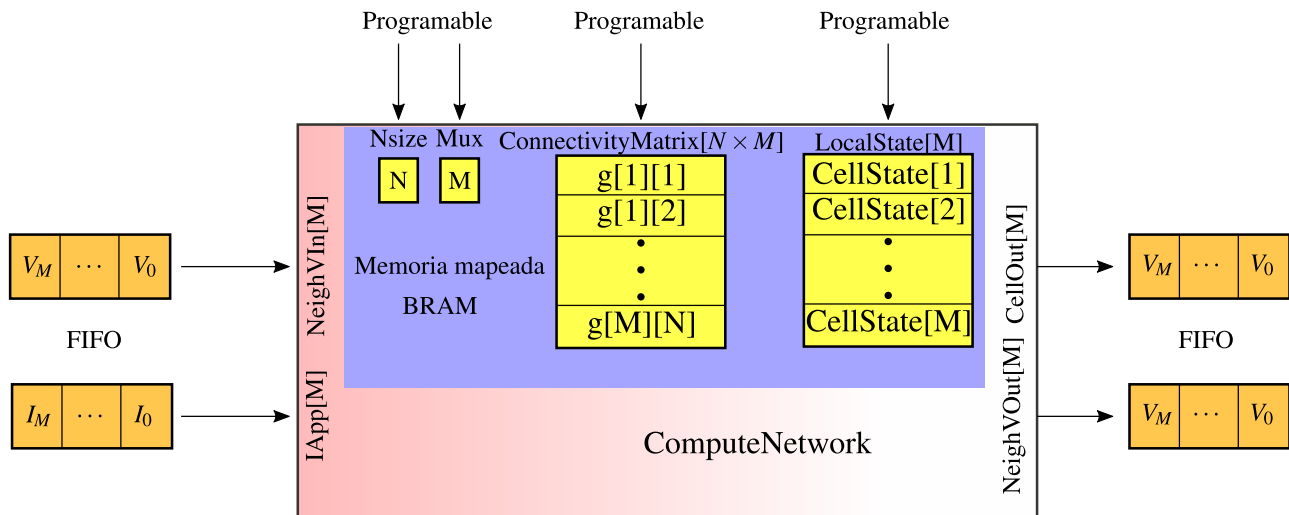 Programable Programable Programable
Nsize Mux ConnectivityMatrix[N × M] LocalState[M]
N M g[1][1] CellState[1]
g[1][2] CellState[2]
g[M][N] CellState[M]
Memoria mapeada
BRAM
NeighVIn[M]
IApp[M]
V_M ⋯ V_0
FIFO
I_M ⋯ I_0
ComputeNetwork
CellOut[M]
NeighVOut[M]
V_M ⋯ V_0
FIFO
V_M ⋯ V_0